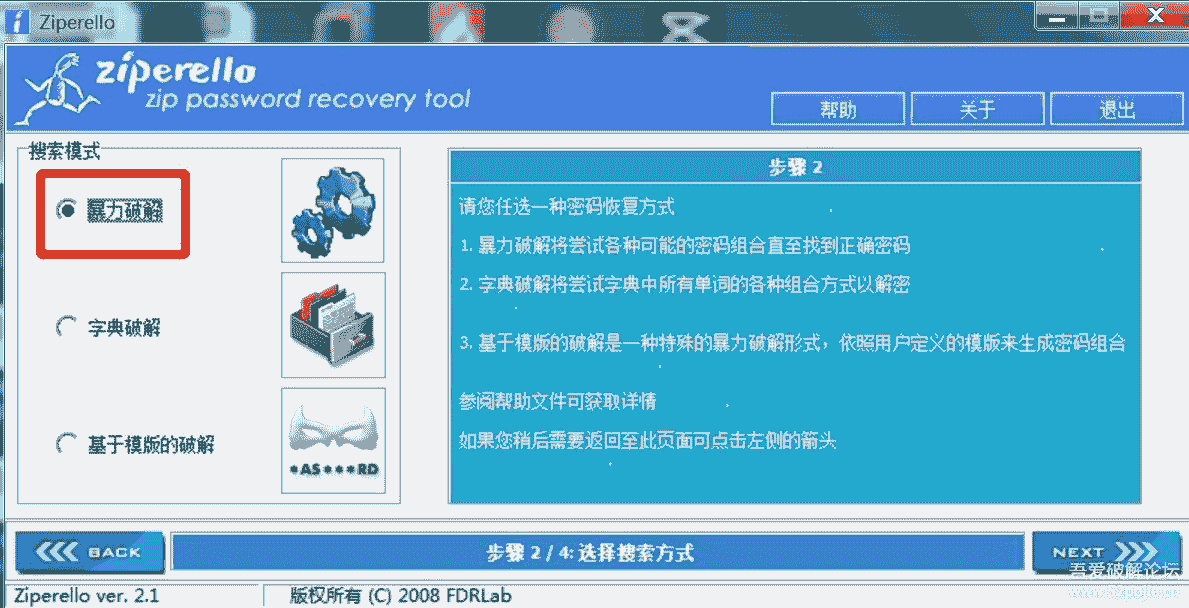 Ziperello
ziperello
zip password recovery tool
帮助
关于
退出
搜索模式
暴力破解
字典破解
基于模版的破解
*AS***RD
步骤 2
请您任选一种密码恢复方式
1. 暴力破解将尝试各种可能的密码组合直至找到正确密码
2. 字典破解将尝试字典中所有单词的各种组合方式以解密
3. 基于模版的破解是一种特殊的暴力破解形式，依照用户定义的模版来生成密码组合
参阅帮助文件可获取详情
如果您稍后需要返回至此页面可点击左侧的箭头
BACK
步骤 2 / 4: 选择搜索方式
NEXT
吾爱破解论坛
Ziperello ver. 2.1
版权所有 (C) 2008 FDRLab